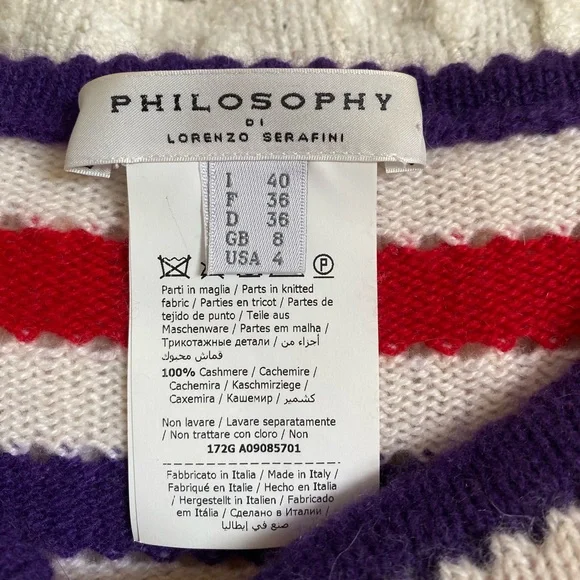 PHILOSOPHY
DI
LORENZO SERAFINI
I 40
F 36
D 36
GB 8
USA 4
P
Parti in maglia / Parts in knitted
fabric / Parties en tricot / Partes de
tejido de punto / Teile aus
Maschenware / Partes em malha /
Трикотажные детали / أجزاء من
قماش محبوك
100% Cashmere / Cachemire /
Cachemira / Kaschmirziege /
Caxemira / Кашемир / كشمير
Non lavare / Lavare separatamente
/ Non trattare con cloro / Non
172G A09085701
Fabbricato in Italia / Made in Italy /
Fabriqué en Italie / Hecho en Italia
/ Hergestellt in Italien / Fabricado
em Itália / Сделано в Италии /
صنع في إيطاليا